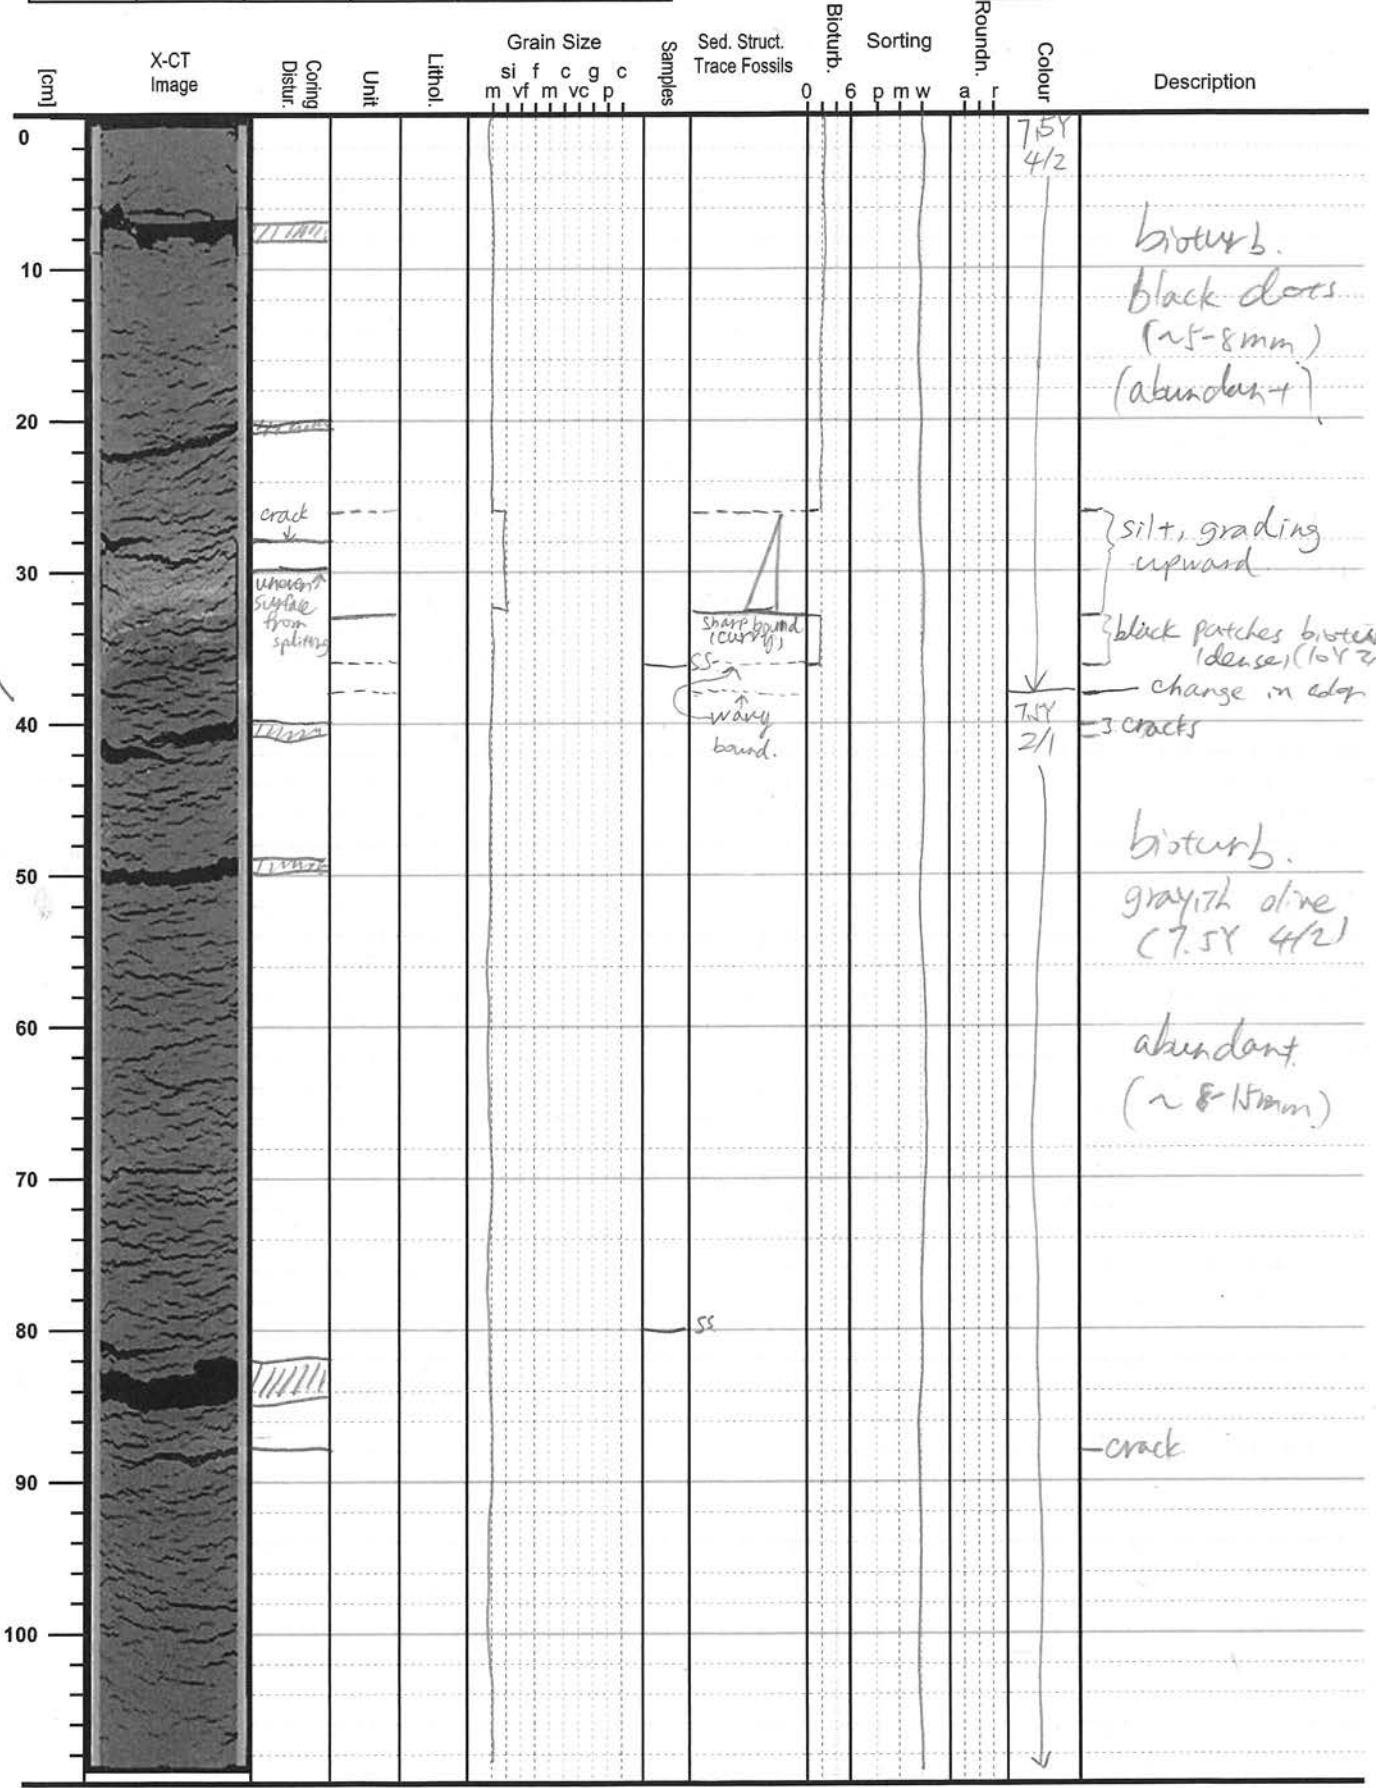 [cm]
X-CT
Image
Coring
Distur.
Unit
Lithol.
Grain Size
si f c g c
m vf m vc p
Samples
Sed. Struct.
Trace Fossils
Bioturb.
0 6
Sorting
p m w
Roundn.
a r
Colour
Description
0
10
20
30
40
50
60
70
80
90
100
crack
uneven
surface
from
spliting
sharp bound
SS
wavy
bound.
SS
7.5Y
4/2
7.5Y
2/1
bioturb.
black dots
(~5-8mm)
(abundant)
silt, grading
upward
black patches
dense, (10Y
change in
3 cracks
bioturb.
grayish olive
(7.5Y 4/2)
abundant
(~ 8-15mm)
crack